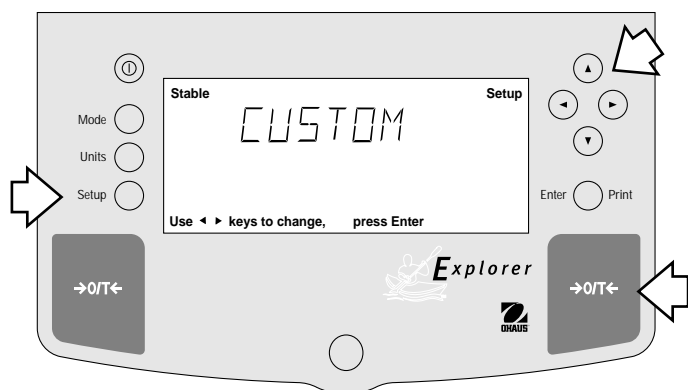 Stable Setup
CUSTOM
Mode
Units
Setup
Enter Print
Use ◄ ► keys to change, press Enter
Explorer
→0/T← →0/T←
OHAUS